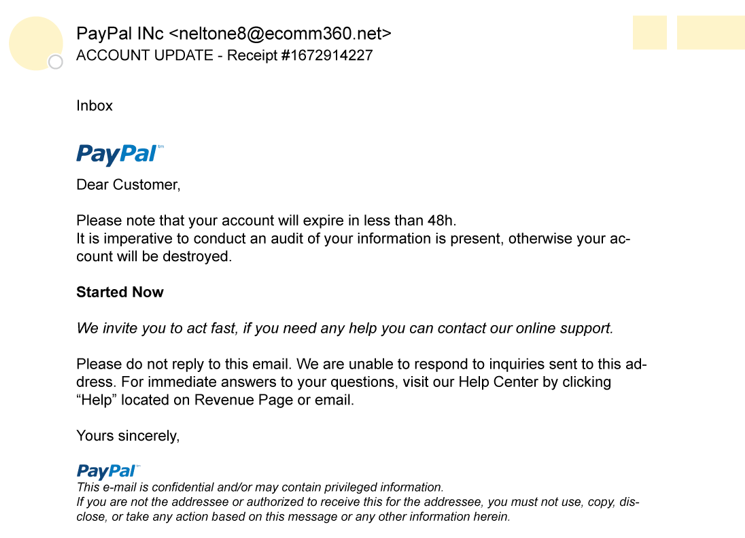 PayPal INc <neltone8@ecomm360.net>
ACCOUNT UPDATE - Receipt #1672914227
Inbox
PayPal
Dear Customer,
Please note that your account will expire in less than 48h.
It is imperative to conduct an audit of your information is present, otherwise your ac-
count will be destroyed.
Started Now
We invite you to act fast, if you need any help you can contact our online support.
Please do not reply to this email. We are unable to respond to inquiries sent to this ad-
dress. For immediate answers to your questions, visit our Help Center by clicking
“Help” located on Revenue Page or email.
Yours sincerely,
PayPal
This e-mail is confidential and/or may contain privileged information.
If you are not the addressee or authorized to receive this for the addressee, you must not use, copy, dis-
close, or take any action based on this message or any other information herein.